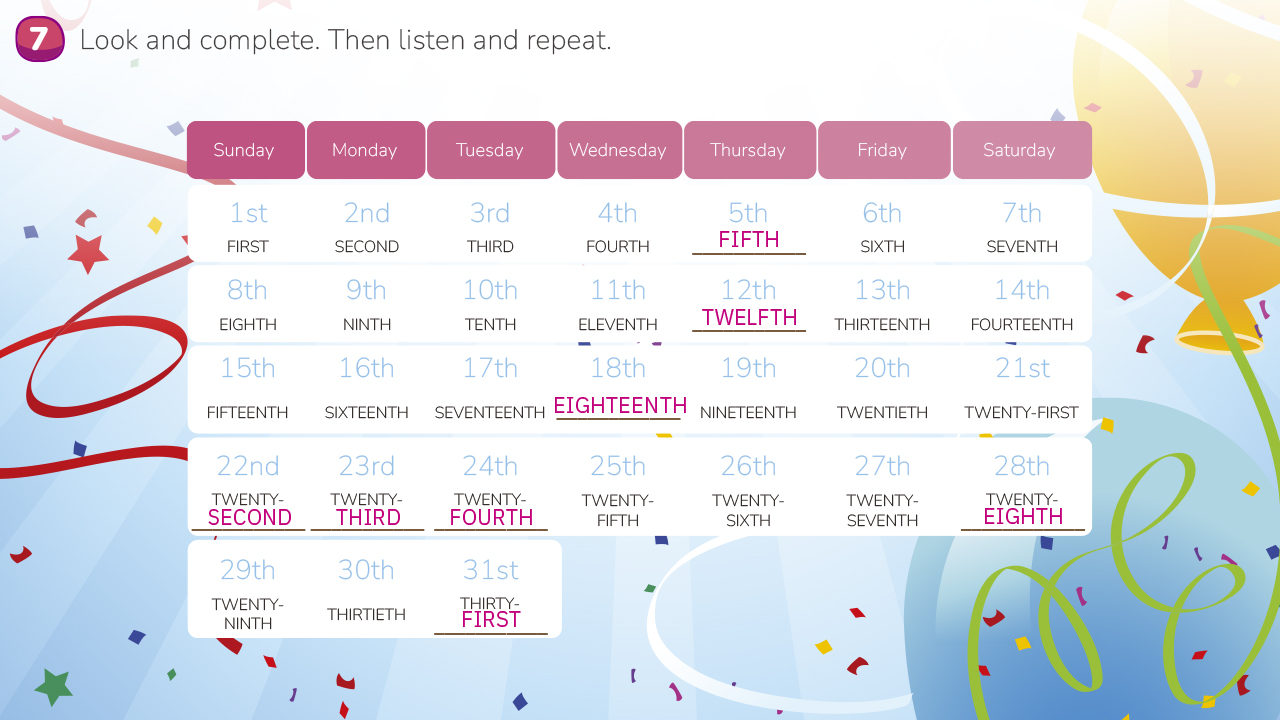 7 Look and complete. Then listen and repeat.
Sunday Monday Tuesday Wednesday Thursday Friday Saturday
1st 2nd 3rd 4th 5th 6th 7th
FIRST SECOND THIRD FOURTH FIFTH SIXTH SEVENTH
8th 9th 10th 11th 12th 13th 14th
EIGHTH NINTH TENTH ELEVENTH TWELFTH THIRTEENTH FOURTEENTH
15th 16th 17th 18th 19th 20th 21st
FIFTEENTH SIXTEENTH SEVENTEENTH EIGHTEENTH NINETEENTH TWENTIETH TWENTY-FIRST
22nd 23rd 24th 25th 26th 27th 28th
TWENTY- TWENTY- TWENTY- TWENTY- TWENTY- TWENTY- TWENTY-
SECOND THIRD FOURTH FIFTH SIXTH SEVENTH EIGHTH
29th 30th 31st
TWENTY- THIRTIETH THIRTY-
NINTH FIRST